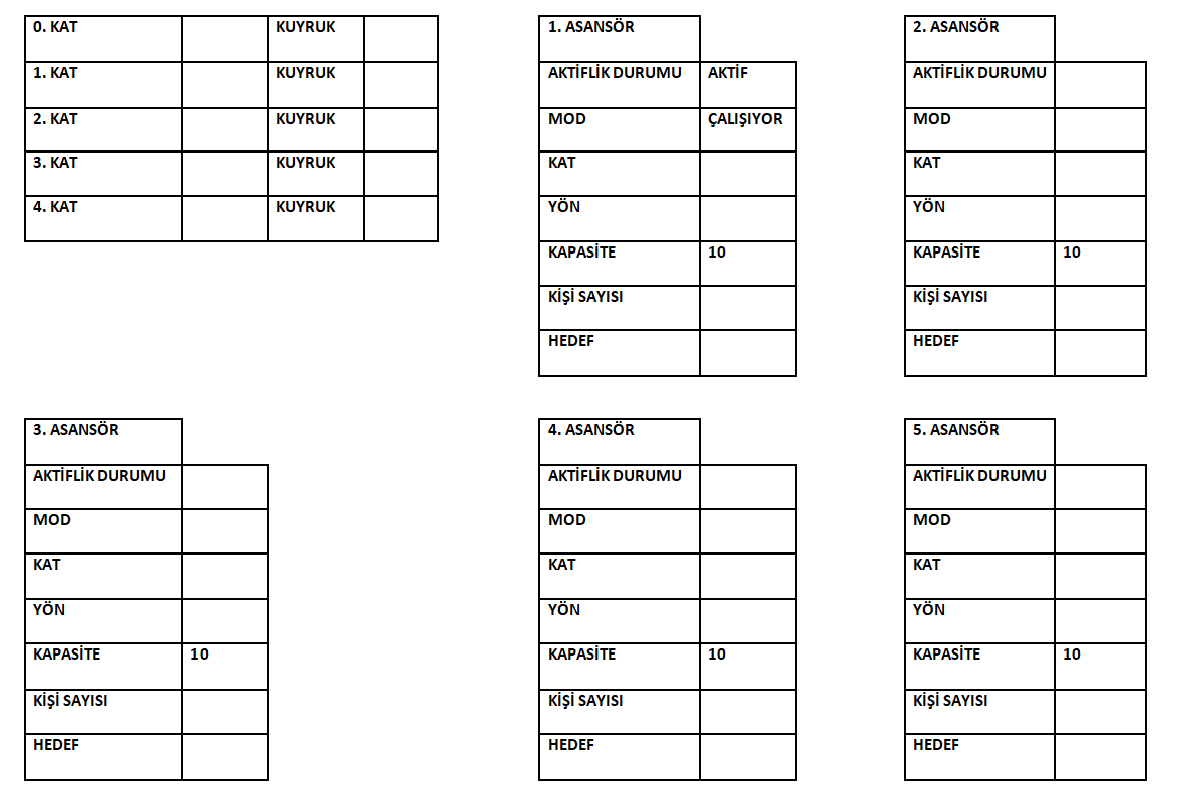 0. KAT KUYRUK
1. KAT KUYRUK
2. KAT KUYRUK
3. KAT KUYRUK
4. KAT KUYRUK
1. ASANSÖR
AKTİFLİK DURUMU AKTİF
MOD ÇALIŞIYOR
KAT
YÖN
KAPASİTE 10
KİŞİ SAYISI
HEDEF
2. ASANSÖR
AKTİFLİK DURUMU
MOD
KAT
YÖN
KAPASİTE 10
KİŞİ SAYISI
HEDEF
3. ASANSÖR
AKTİFLİK DURUMU
MOD
KAT
YÖN
KAPASİTE 10
KİŞİ SAYISI
HEDEF
4. ASANSÖR
AKTİFLİK DURUMU
MOD
KAT
YÖN
KAPASİTE 10
KİŞİ SAYISI
HEDEF
5. ASANSÖR
AKTİFLİK DURUMU
MOD
KAT
YÖN
KAPASİTE 10
KİŞİ SAYISI
HEDEF